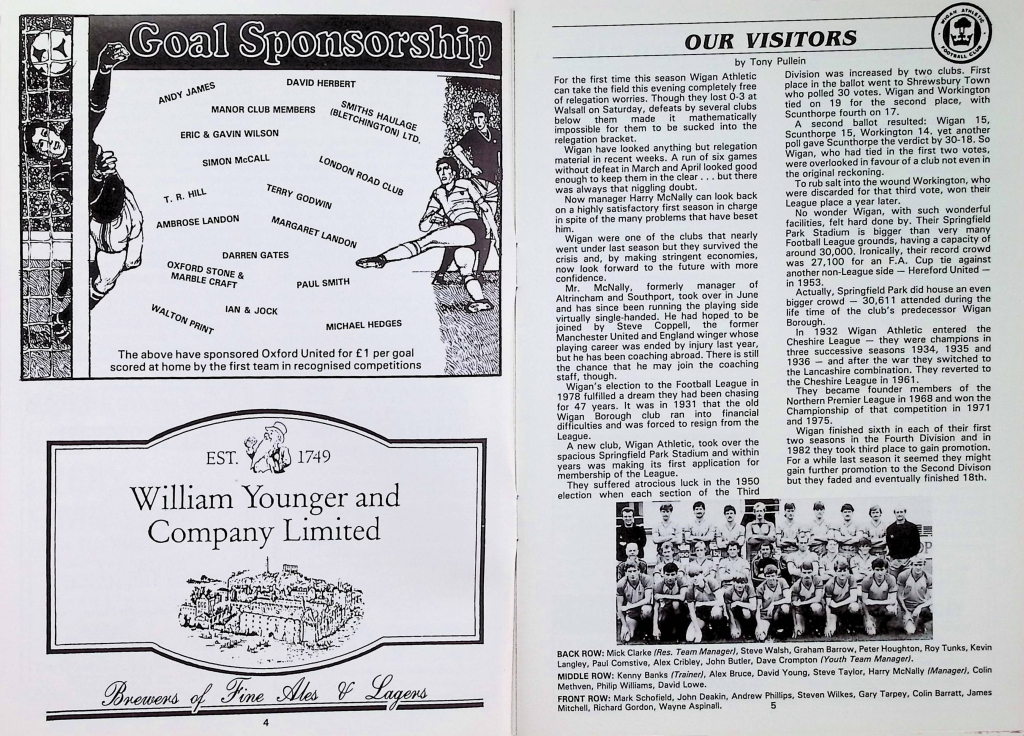 Goal Sponsorship
ANDY JAMES
DAVID HERBERT
MANOR CLUB MEMBERS
SMITHS HAULAGE
(BLETCHINGTON) LTD.
ERIC & GAVIN WILSON
SIMON McCALL
LONDON ROAD CLUB
T. R. HILL
TERRY GODWIN
AMBROSE LANDON
MARGARET LANDON
DARREN GATES
OXFORD STONE &
MARBLE CRAFT
PAUL SMITH
WALTON PRINT
IAN & JOCK
MICHAEL HEDGES
The above have sponsored Oxford United for £1 per goal
scored at home by the first team in recognised competitions
EST. 1749
William Younger and
Company Limited
Brewers of Fine Ales & Lagers
4
OUR VISITORS
WIGAN ATHLETIC
FOOTBALL CLUB
by Tony Pullein
For the first time this season Wigan Athletic
can take the field this evening completely free
of relegation worries. Though they lost 0-3 at
Walsall on Saturday, defeats by several clubs
below them made it mathematically
impossible for them to be sucked into the
relegation bracket.
Wigan have looked anything but relegation
material in recent weeks. A run of six games
without defeat in March and April looked good
enough to keep them in the clear . . . but there
was always that niggling doubt.
Now manager Harry McNally can look back
on a highly satisfactory first season in charge
in spite of the many problems that have beset
him.
Wigan were one of the clubs that nearly
went under last season but they survived the
crisis and, by making stringent economies,
now look forward to the future with more
confidence.
Mr. McNally, formerly manager of
Altrincham and Southport, took over in June
and has since been running the playing side
virtually single-handed. He had hoped to be
joined by Steve Coppell, the former
Manchester United and England winger whose
playing career was ended by injury last year,
but he has been coaching abroad. There is still
the chance that he may join the coaching
staff, though.
Wigan's election to the Football League in
1978 fulfilled a dream they had been chasing
for 47 years. It was in 1931 that the old
Wigan Borough club ran into financial
difficulties and was forced to resign from the
League.
A new club, Wigan Athletic, took over the
spacious Springfield Park Stadium and within
years was making its first application for
membership of the League.
They suffered atrocious luck in the 1950
election when each section of the Third
Division was increased by two clubs. First
place in the ballot went to Shrewsbury Town
who polled 30 votes. Wigan and Workington
tied on 19 for the second place, with
Scunthorpe fourth on 17.
A second ballot resulted: Wigan 15,
Scunthorpe 15, Workington 14. yet another
poll gave Scunthorpe the verdict by 30-18. So
Wigan, who had tied in the first two votes,
were overlooked in favour of a club not even in
the original reckoning.
To rub salt into the wound Workington, who
were discarded for that third vote, won their
League place a year later.
No wonder Wigan, with such wonderful
facilities, felt hard done by. Their Springfield
Park Stadium is bigger than very many
Football League grounds, having a capacity of
around 30,000. Ironically, their record crowd
was 27,100 for an F.A. Cup tie against
another non-League side — Hereford United —
in 1953.
Actually, Springfield Park did house an even
bigger crowd — 30,611 attended during the
life time of the club's predecessor Wigan
Borough.
In 1932 Wigan Athletic entered the
Cheshire League — they were champions in
three successive seasons 1934, 1935 and
1936 — and after the war they switched to
the Lancashire combination. They reverted to
the Cheshire League in 1961.
They became founder members of the
Northern Premier League in 1968 and won the
Championship of that competition in 1971
and 1975.
Wigan finished sixth in each of their first
two seasons in the Fourth Division and in
1982 they took third place to gain promotion.
For a while last season it seemed they might
gain further promotion to the Second Divison
but they faded and eventually finished 18th.
BACK ROW: Mick Clarke (Res. Team Manager), Steve Walsh, Graham Barrow, Peter Houghton, Roy Tunks, Kevin
Langley, Paul Comstive, Alex Cribley, John Butler, Dave Crompton (Youth Team Manager).
MIDDLE ROW: Kenny Banks (Trainer), Alex Bruce, David Young, Steve Taylor, Harry McNally (Manager), Colin
Methven, Philip Williams, David Lowe.
FRONT ROW: Mark Schofield, John Deakin, Andrew Phillips, Steven Wilkes, Gary Tarpey, Colin Barratt, James
Mitchell, Richard Gordon, Wayne Aspinall.
5